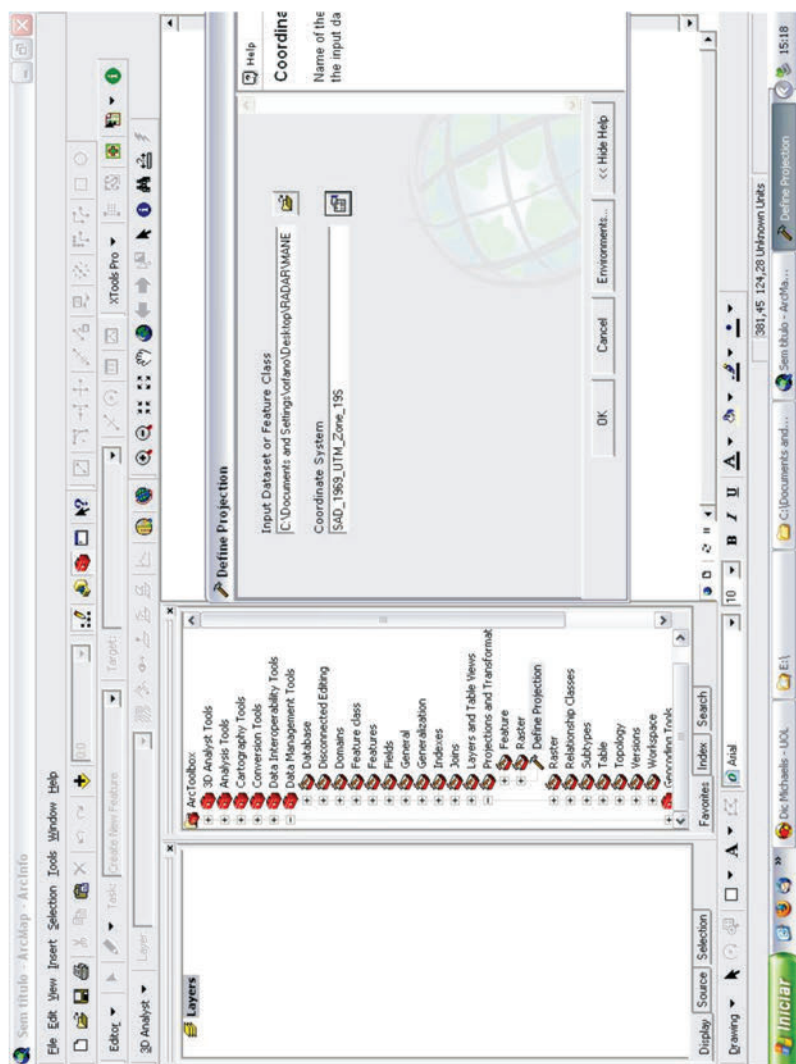 Sem título - ArcMap - ArcInfo
File Edit View Insert Selection Tools Window Help
0.0
Editor Task: Create New Feature Target:
XTools Pro
3D Analyst Layer:
Layers
Display Source Selection
ArcToolbox
3D Analyst Tools
Analysis Tools
Cartography Tools
Conversion Tools
Data Interoperability Tools
Data Management Tools
Database
Disconnected Editing
Domains
Feature class
Features
Fields
General
Generalization
Indexes
Joins
Layers and Table Views
Projections and Transformat
Feature
Raster
Define Projection
Raster
Relationship Classes
Subtypes
Table
Topology
Versions
Workspace
Geocoding Tools
Favorites Index Search
Define Projection
Input Dataset or Feature Class
C:\Documents and Settings\orfano\Desktop\RADAR\MANE
Coordinate System
SAD_1969_UTM_Zone_19S
OK Cancel Environments... << Hide Help
Help
Coordina
Name of the
the input da
Drawing A Arial 10 B I U A
381,45 124,28 Unknown Units
Iniciar Dic Michaelis - UOL E:\ C:\Documents and... Sem título - ArcMa... Define Projection 15:18